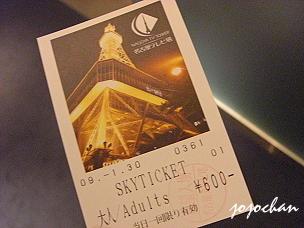 NAGOYA TV TOWER
名古屋テレビ塔
09.-1.30 0361 01
SKYTICKET
大人/Adults ¥600-
当日一回限り有効
jojochan